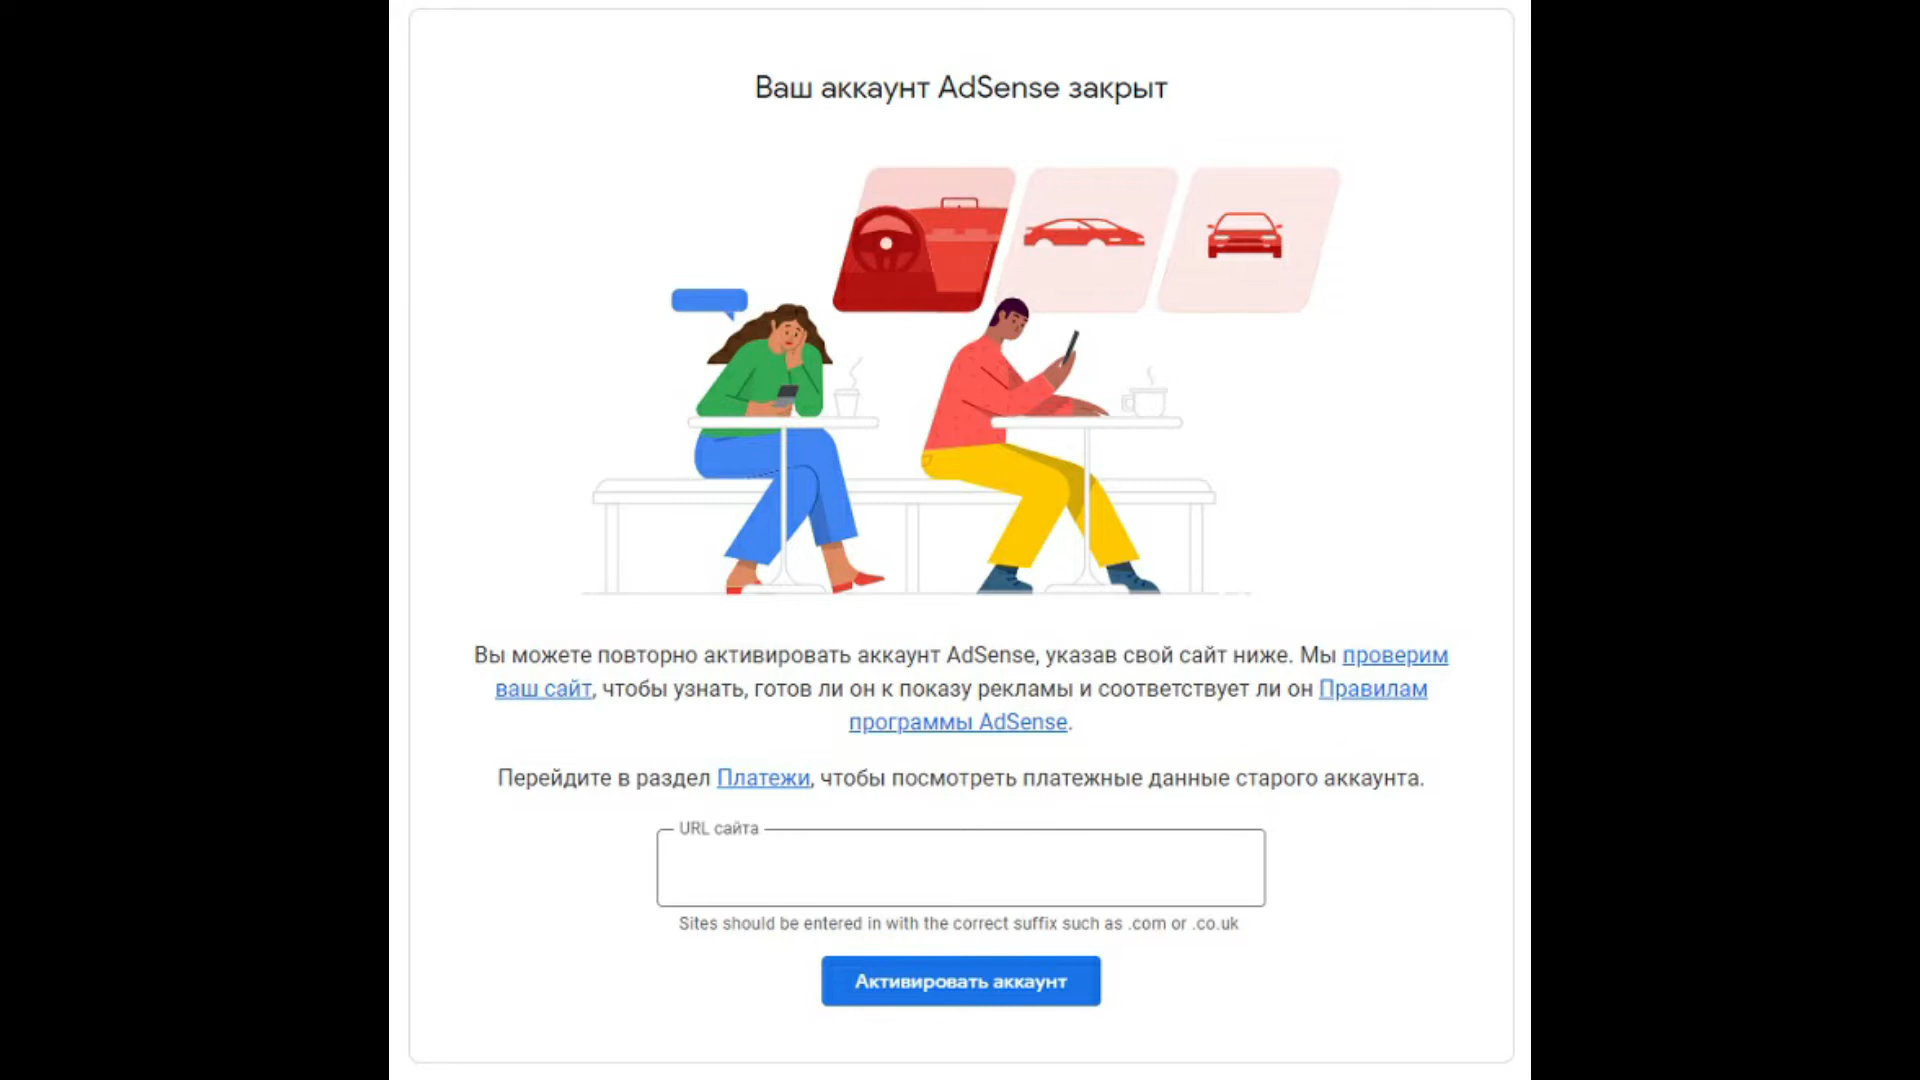 Ваш аккаунт AdSense закрыт
Вы можете повторно активировать аккаунт AdSense, указав свой сайт ниже. Мы проверим
ваш сайт, чтобы узнать, готов ли он к показу рекламы и соответствует ли он Правилам
программы AdSense.
Перейдите в раздел Платежи, чтобы посмотреть платежные данные старого аккаунта.
URL сайта
Sites should be entered in with the correct suffix such as .com or .co.uk
Активировать аккаунт